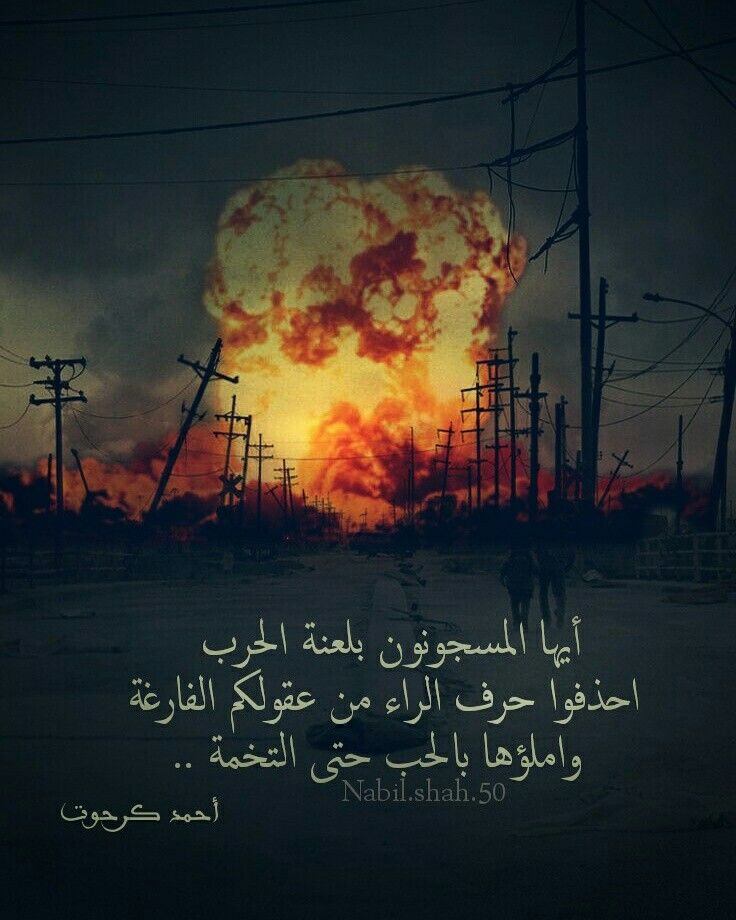 أيها المسجونون بلعنة الحرب
احذفوا حرف الراء من عقولكم الفارغة
واملؤها بالحب حتى التخمة ..
Nabil.shah.50
أحمد كرحوت